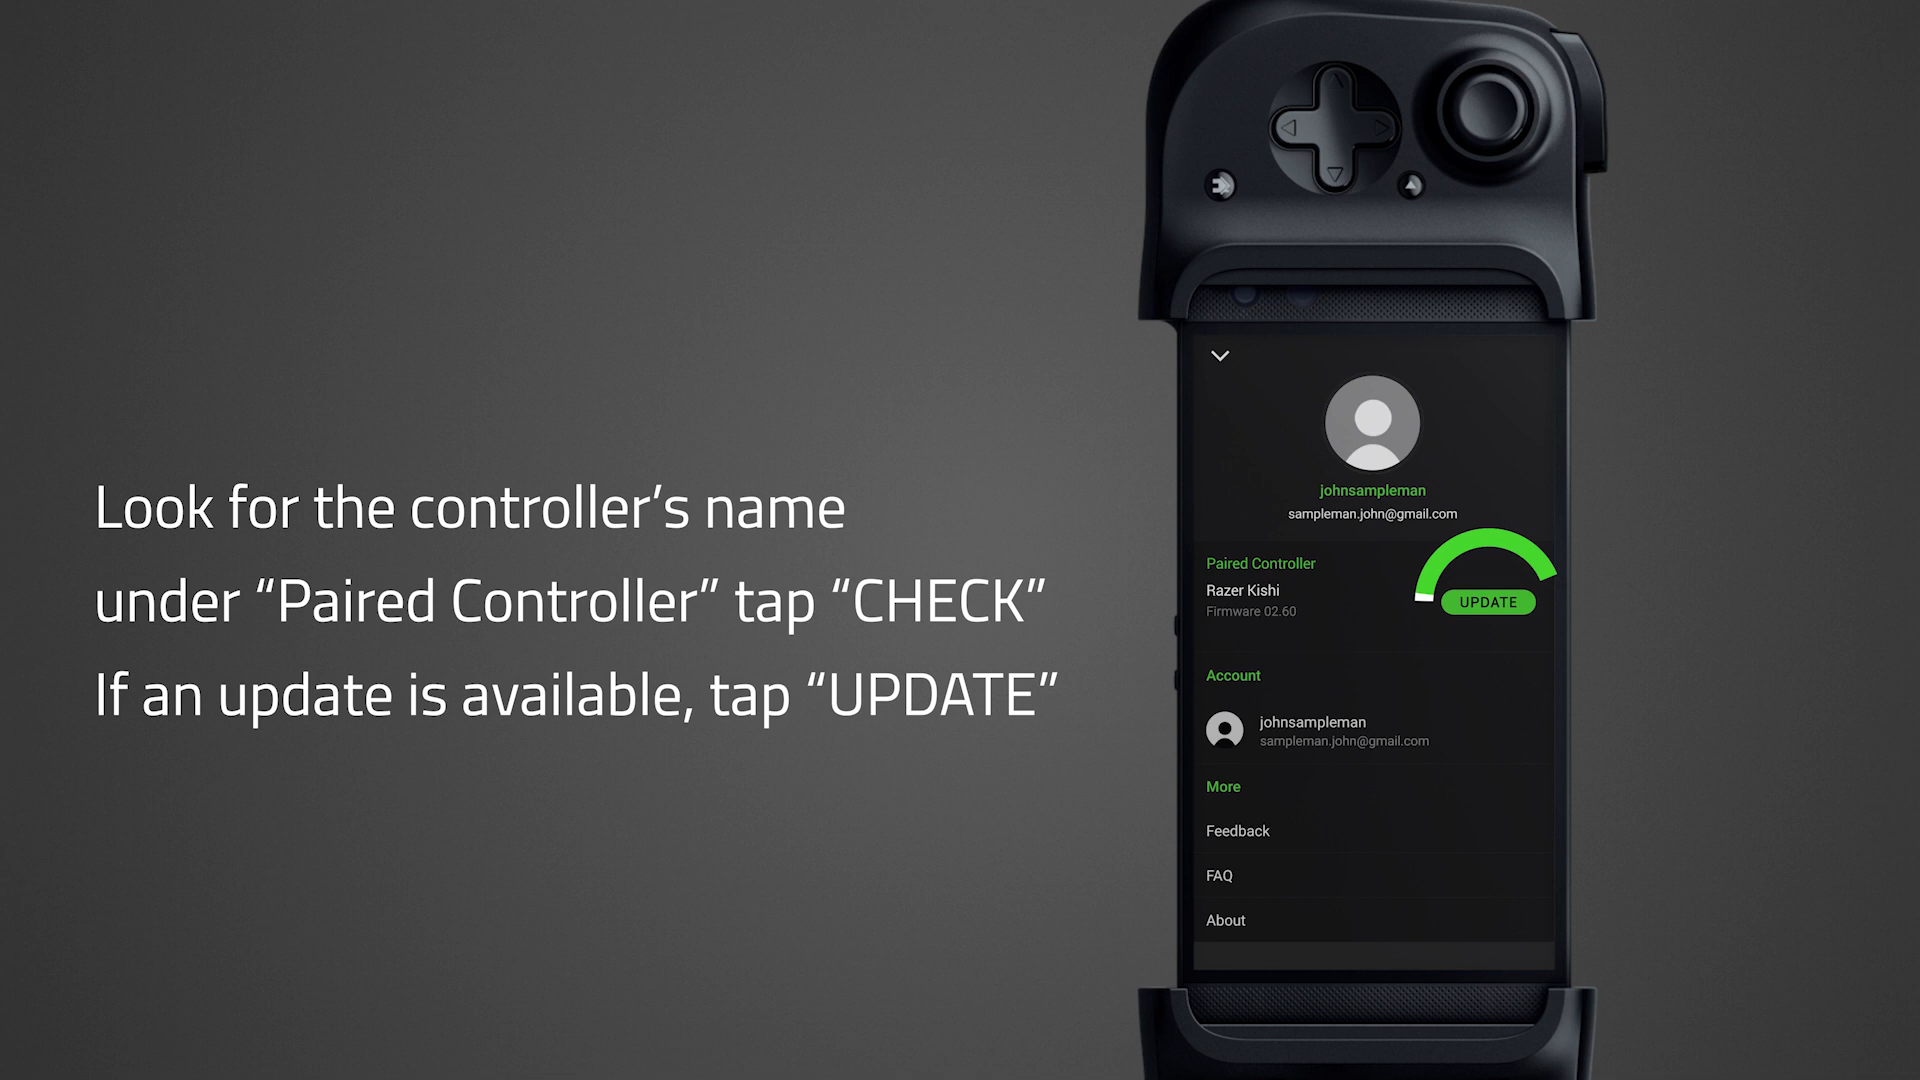 Look for the controller’s name
under “Paired Controller” tap “CHECK”
If an update is available, tap “UPDATE”
johnsampleman
sampleman.john@gmail.com
Paired Controller
Razer Kishi
Firmware 02.60
UPDATE
Account
johnsampleman
sampleman.john@gmail.com
More
Feedback
FAQ
About